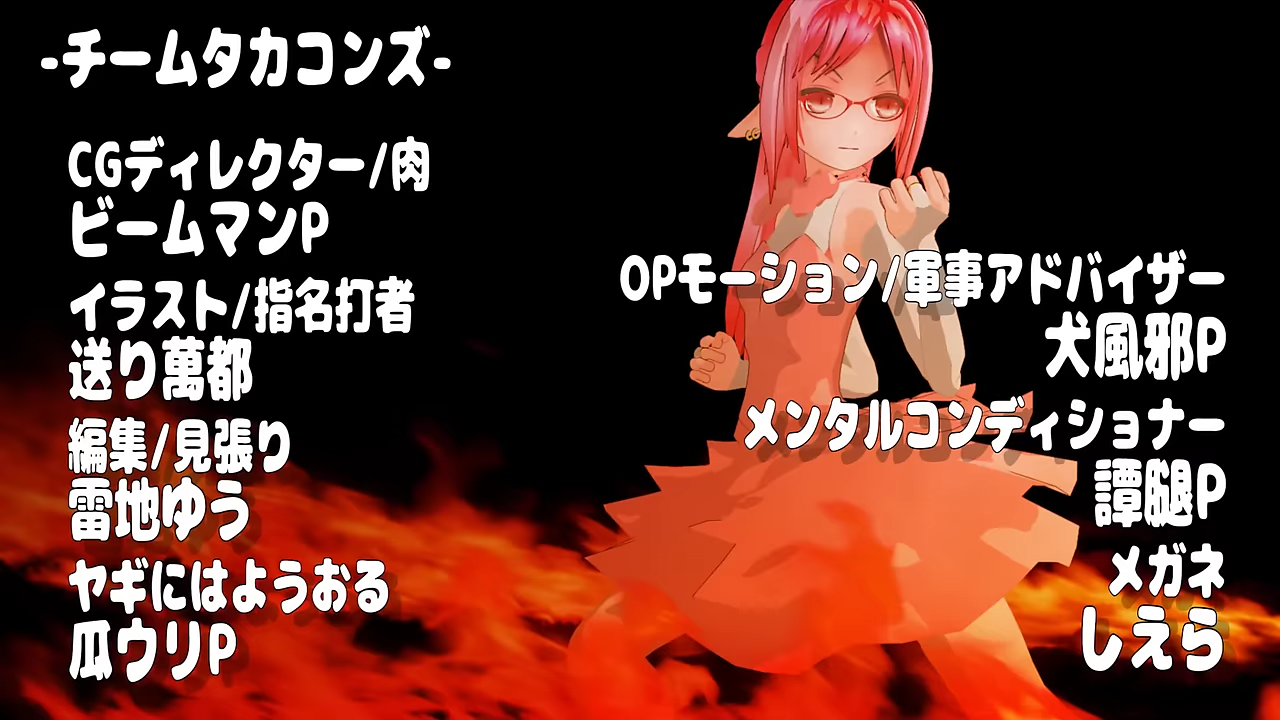 -チームタカコンズ-
CGディレクター/肉
ビームマンP
イラスト/指名打者
送り萬都
編集/見張り
雷地ゆう
ヤギにはようおる
瓜ウリP
OPモーション/軍事アドバイザー
犬風邪P
メンタルコンディショナー
譚腿P
メガネ
しえら